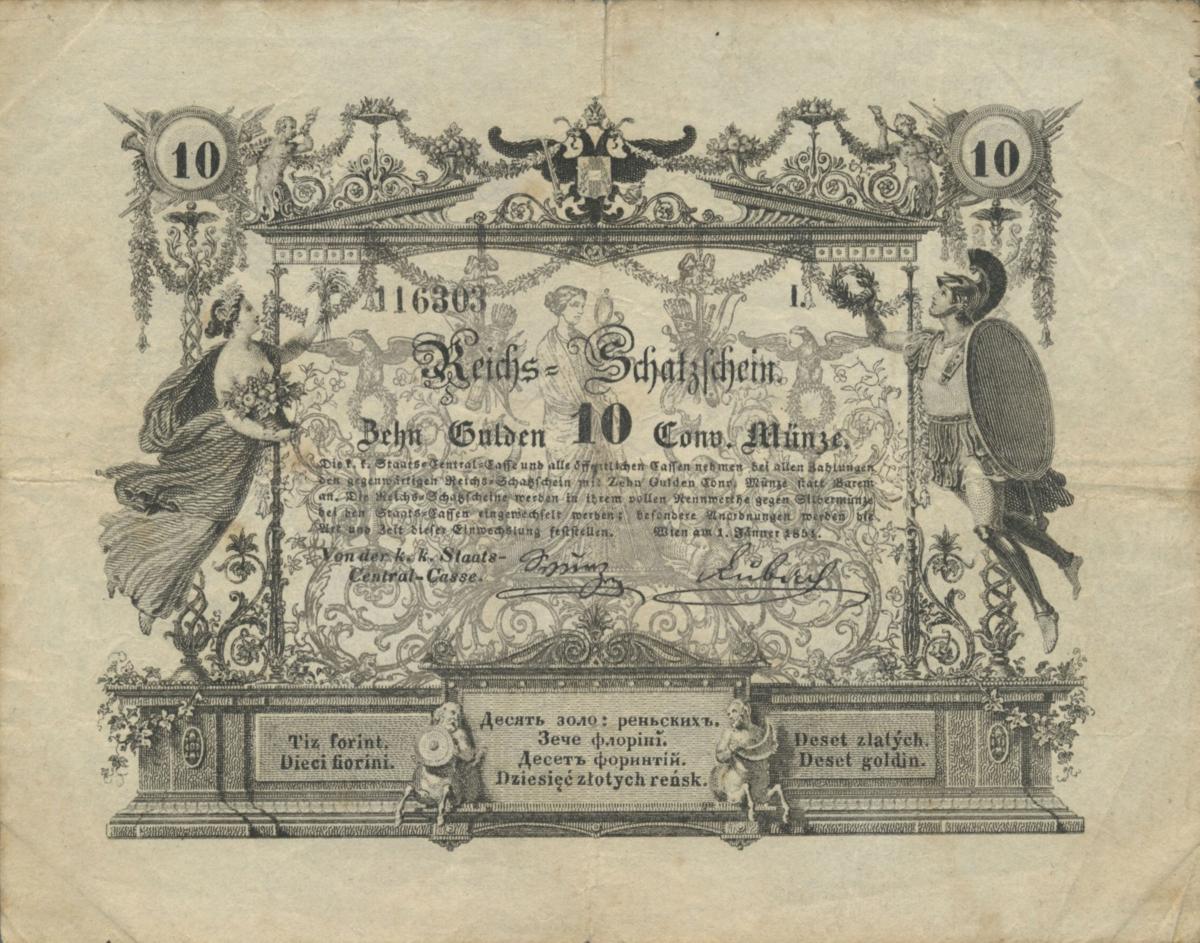 10
10
116303
I.
Reichs-Schatzschein.
Zehn Gulden 10 Conv. Münze.
Die k. k. Staats-Central-Casse und alle öffentlichen Cassen nehmen bei allen Zahlungen
den gegenwärtigen Reichs-Schatzschein mit Zehn Gulden Conv. Münze statt Barem
an. Die Reichs-Schatzscheine werden in ihrem vollen Nennwerthe gegen Silbermünze
bei den Staats-Cassen eingewechselt werden; besondere Anordnungen werden die
Art und Zeit dieser Einwechslung feststellen. Wien am 1. Jänner 1851.
Von der k. k. Staats-
Central-Casse.
Tiz forint.
Dieci fiorini.
Десять золо: реньскихъ.
Зече флорінї.
Десетъ форинтій.
Dziesięć złotych reńsk.
Deset zlatých.
Deset goldin.